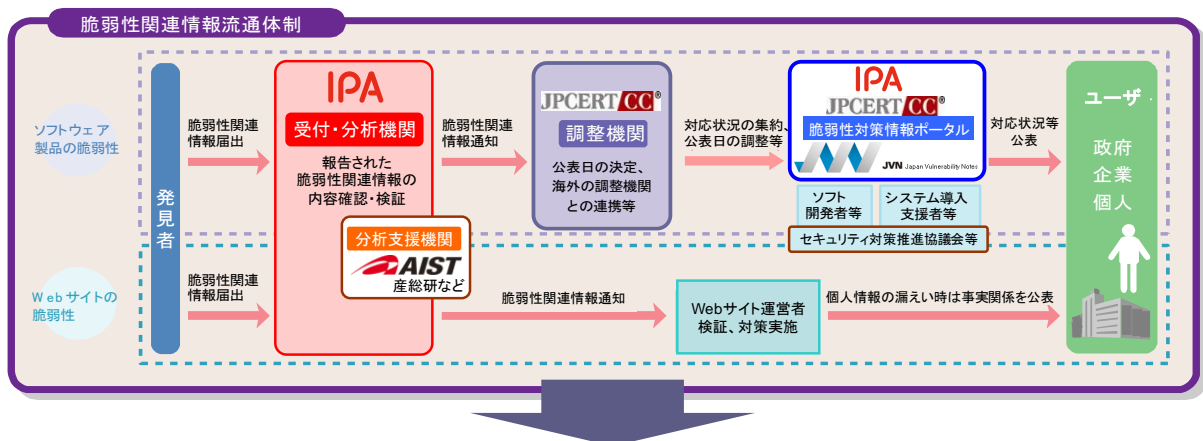 脆弱性関連情報流通体制
ソフトウェア
製品の脆弱性
Webサイトの
脆弱性
発見者
脆弱性関連
情報届出
脆弱性関連
情報届出
IPA
受付・分析機関
報告された
脆弱性関連情報の
内容確認・検証
分析支援機関
AIST
産総研など
脆弱性関連
情報通知
JPCERT CC®
調整機関
公表日の決定、
海外の調整機関
との連携等
対応状況の集約、
公表日の調整等
IPA
JPCERT CC®
脆弱性対策情報ポータル
JVN Japan Vulnerability Notes
ソフト
開発者等
システム導入
支援者等
セキュリティ対策推進協議会等
対応状況等
公表
脆弱性関連情報通知
Webサイト運営者
検証、対策実施
個人情報の漏えい時は事実関係を公表
ユーザ
政府
企業
個人